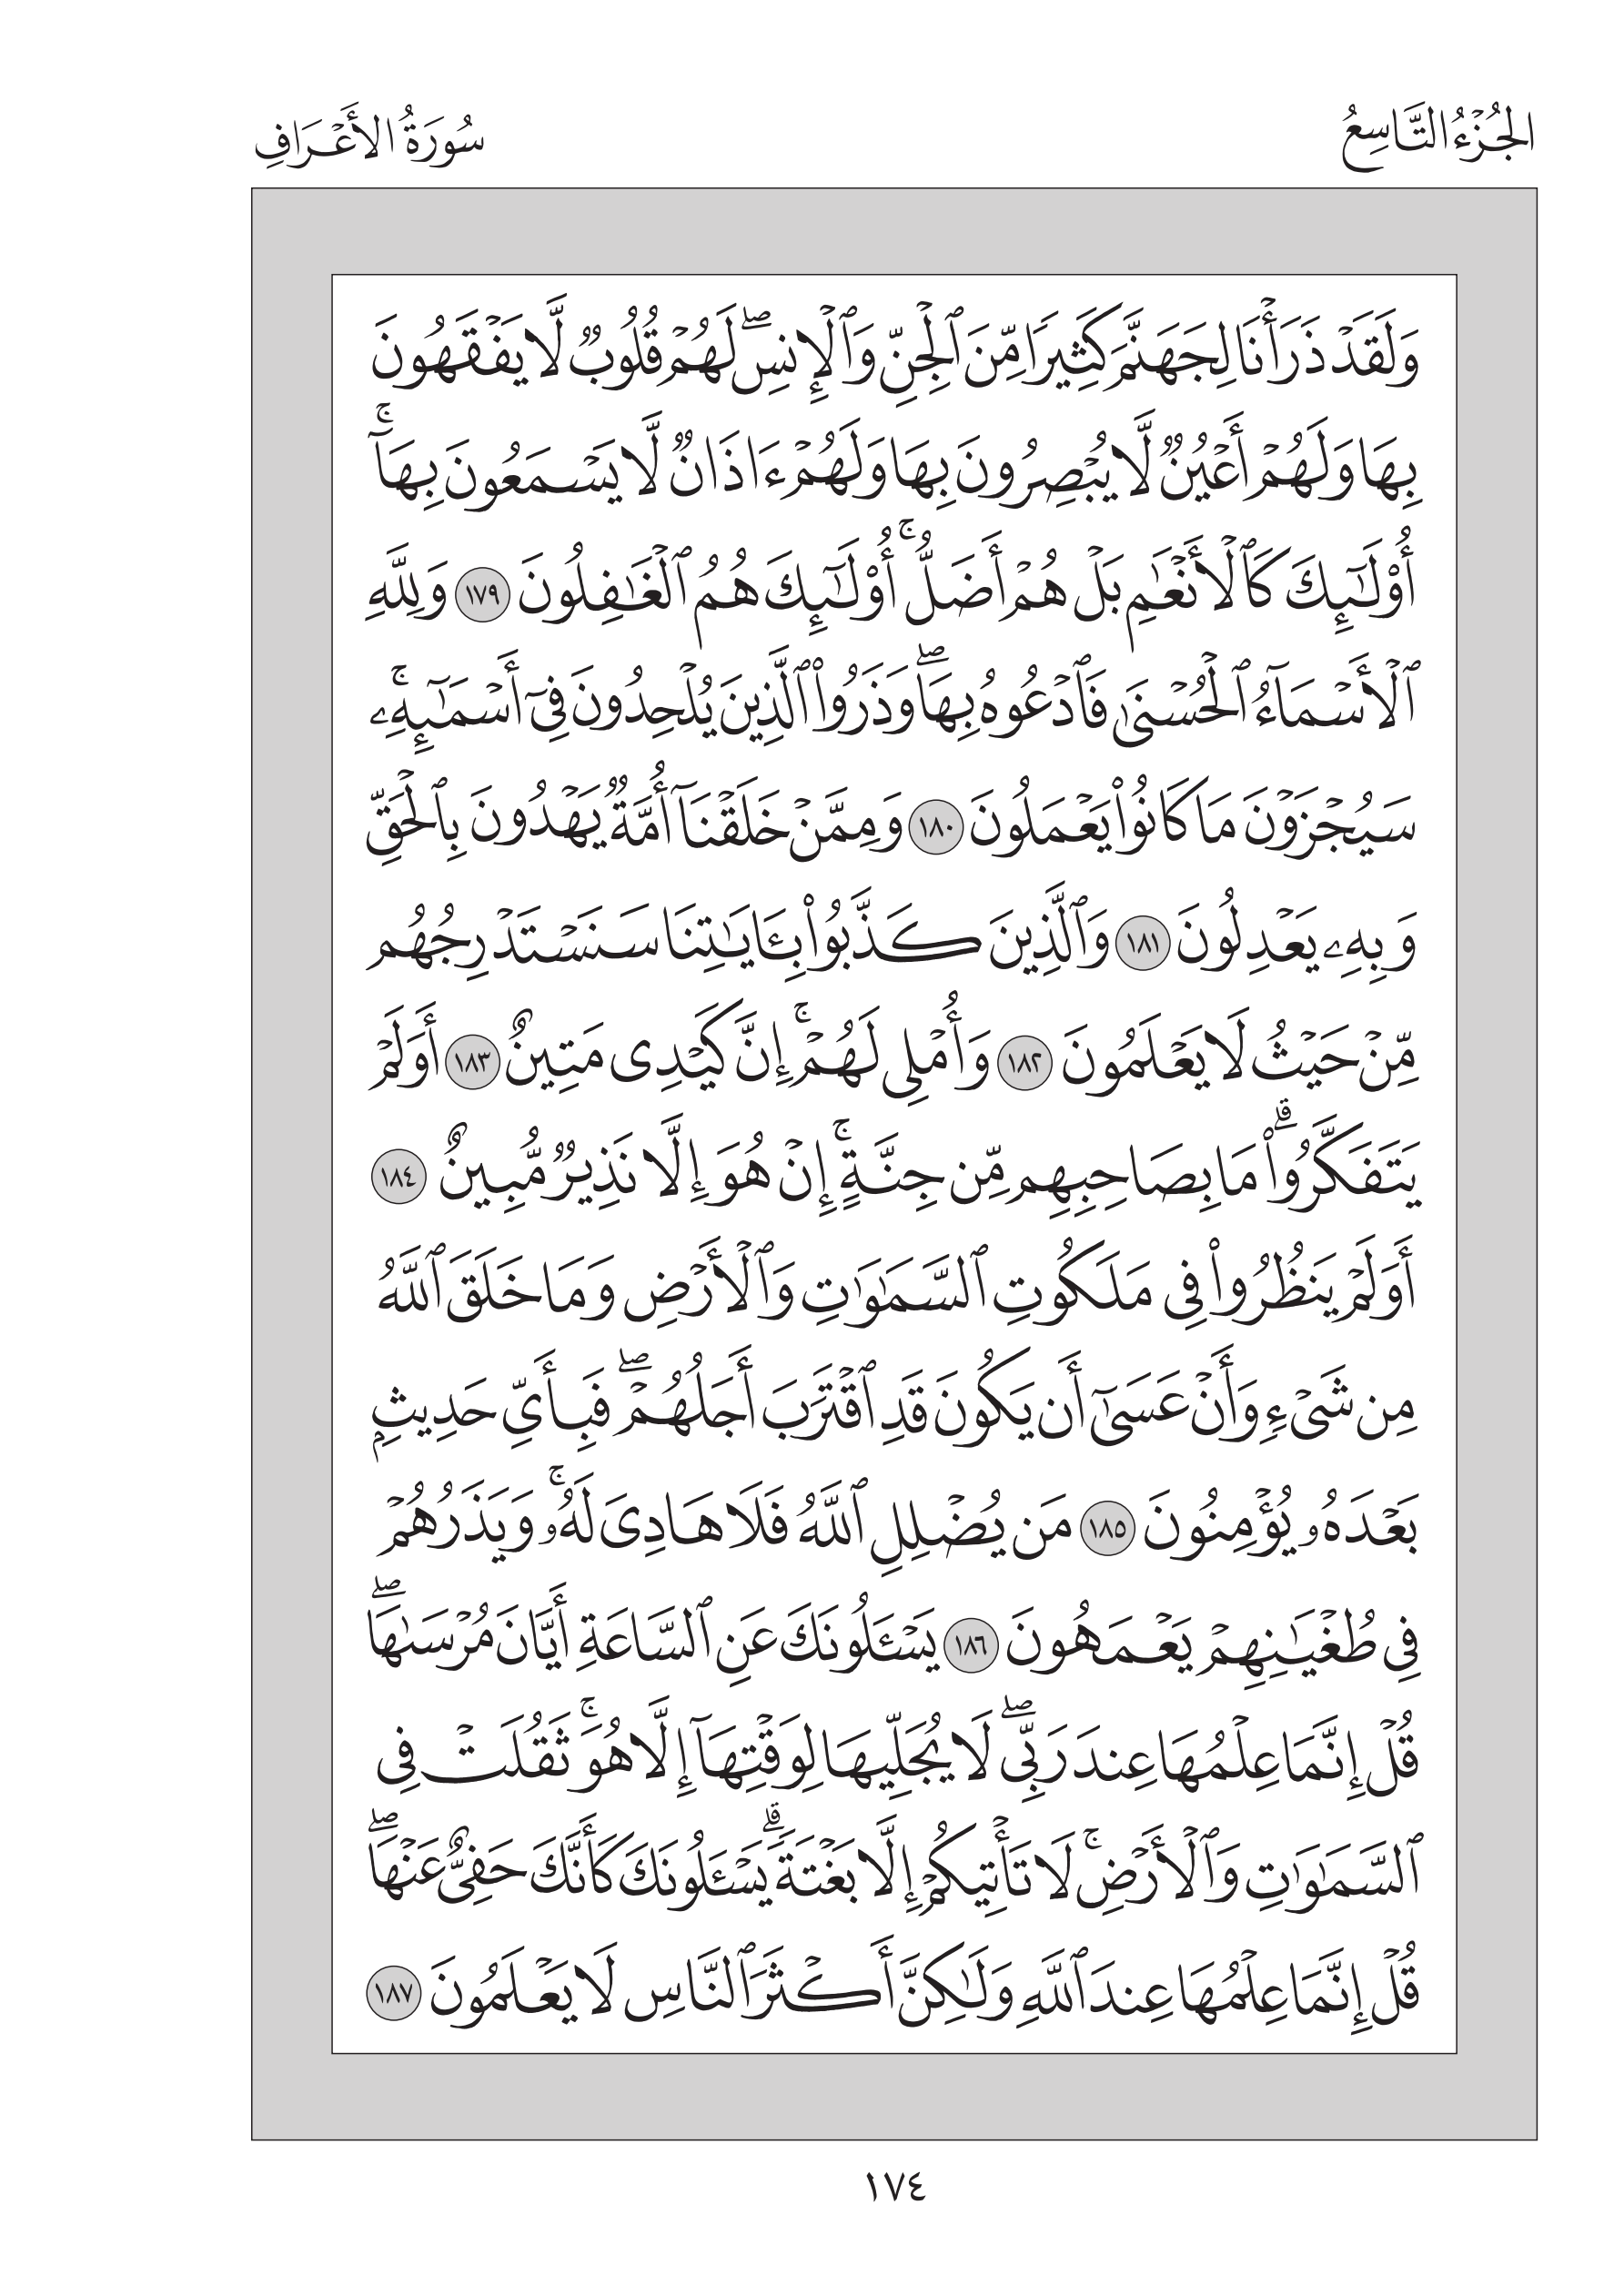 الجُزْءُ التَّاسِعُ
سُورَةُ الأَعْرَافِ
وَلَقَدْ ذَرَأْنَا لِجَهَنَّمَ كَثِيرًا مِّنَ ٱلْجِنِّ وَٱلْإِنسِ ۖ لَهُمْ قُلُوبٌ لَّا يَفْقَهُونَ
بِهَا وَلَهُمْ أَعْيُنٌ لَّا يُبْصِرُونَ بِهَا وَلَهُمْ ءَاذَانٌ لَّا يَسْمَعُونَ بِهَآ ۚ
أُو۟لَـٰٓئِكَ كَٱلْأَنْعَـٰمِ بَلْ هُمْ أَضَلُّ ۚ أُو۟لَـٰٓئِكَ هُمُ ٱلْغَـٰفِلُونَ ١٧٩ وَلِلَّهِ
ٱلْأَسْمَآءُ ٱلْحُسْنَىٰ فَٱدْعُوهُ بِهَا ۖ وَذَرُوا۟ ٱلَّذِينَ يُلْحِدُونَ فِىٓ أَسْمَـٰٓئِهِۦ ۚ
سَيُجْزَوْنَ مَا كَانُوا۟ يَعْمَلُونَ ١٨٠ وَمِمَّنْ خَلَقْنَآ أُمَّةٌ يَهْدُونَ بِٱلْحَقِّ
وَبِهِۦ يَعْدِلُونَ ١٨١ وَٱلَّذِينَ كَذَّبُوا۟ بِـَٔايَـٰتِنَا سَنَسْتَدْرِجُهُم
مِّنْ حَيْثُ لَا يَعْلَمُونَ ١٨٢ وَأُمْلِى لَهُمْ ۚ إِنَّ كَيْدِى مَتِينٌ ١٨٣ أَوَلَمْ
يَتَفَكَّرُوا۟ ۗ مَا بِصَاحِبِهِم مِّن جِنَّةٍ ۚ إِنْ هُوَ إِلَّا نَذِيرٌ مُّبِينٌ ١٨٤
أَوَلَمْ يَنظُرُوا۟ فِى مَلَكُوتِ ٱلسَّمَـٰوَٰتِ وَٱلْأَرْضِ وَمَا خَلَقَ ٱللَّهُ
مِن شَىْءٍ وَأَنْ عَسَىٰٓ أَن يَكُونَ قَدِ ٱقْتَرَبَ أَجَلُهُمْ ۖ فَبِأَىِّ حَدِيثٍۭ
بَعْدَهُۥ يُؤْمِنُونَ ١٨٥ مَن يُضْلِلِ ٱللَّهُ فَلَا هَادِىَ لَهُۥ ۚ وَيَذَرُهُمْ
فِى طُغْيَـٰنِهِمْ يَعْمَهُونَ ١٨٦ يَسْـَٔلُونَكَ عَنِ ٱلسَّاعَةِ أَيَّانَ مُرْسَىٰهَا ۖ
قُلْ إِنَّمَا عِلْمُهَا عِندَ رَبِّى ۖ لَا يُجَلِّيهَا لِوَقْتِهَآ إِلَّا هُوَ ۚ ثَقُلَتْ فِى
ٱلسَّمَـٰوَٰتِ وَٱلْأَرْضِ ۚ لَا تَأْتِيكُمْ إِلَّا بَغْتَةً ۗ يَسْـَٔلُونَكَ كَأَنَّكَ حَفِىٌّ عَنْهَا ۖ
قُلْ إِنَّمَا عِلْمُهَا عِندَ ٱللَّهِ وَلَـٰكِنَّ أَكْثَرَ ٱلنَّاسِ لَا يَعْلَمُونَ ١٨٧
١٧٤